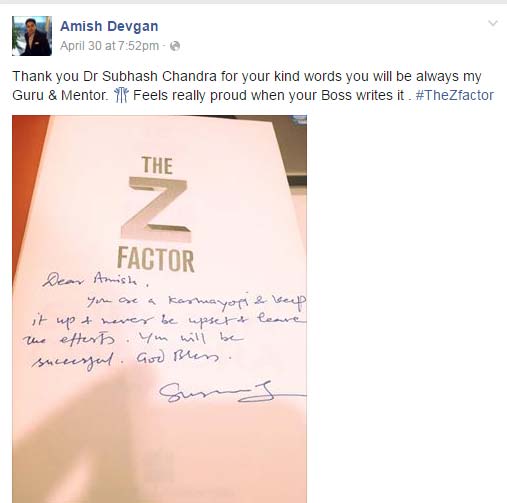 Amish Devgan
April 30 at 7:52pm ·
Thank you Dr Subhash Chandra for your kind words you will be always my
Guru & Mentor. Feels really proud when your Boss writes it . #TheZfactor
THE
Z
FACTOR
Dear Amish,
You are a Karmayogi & keep
it up & never be upset & leave
the efforts. You will be
successful. God Bless.